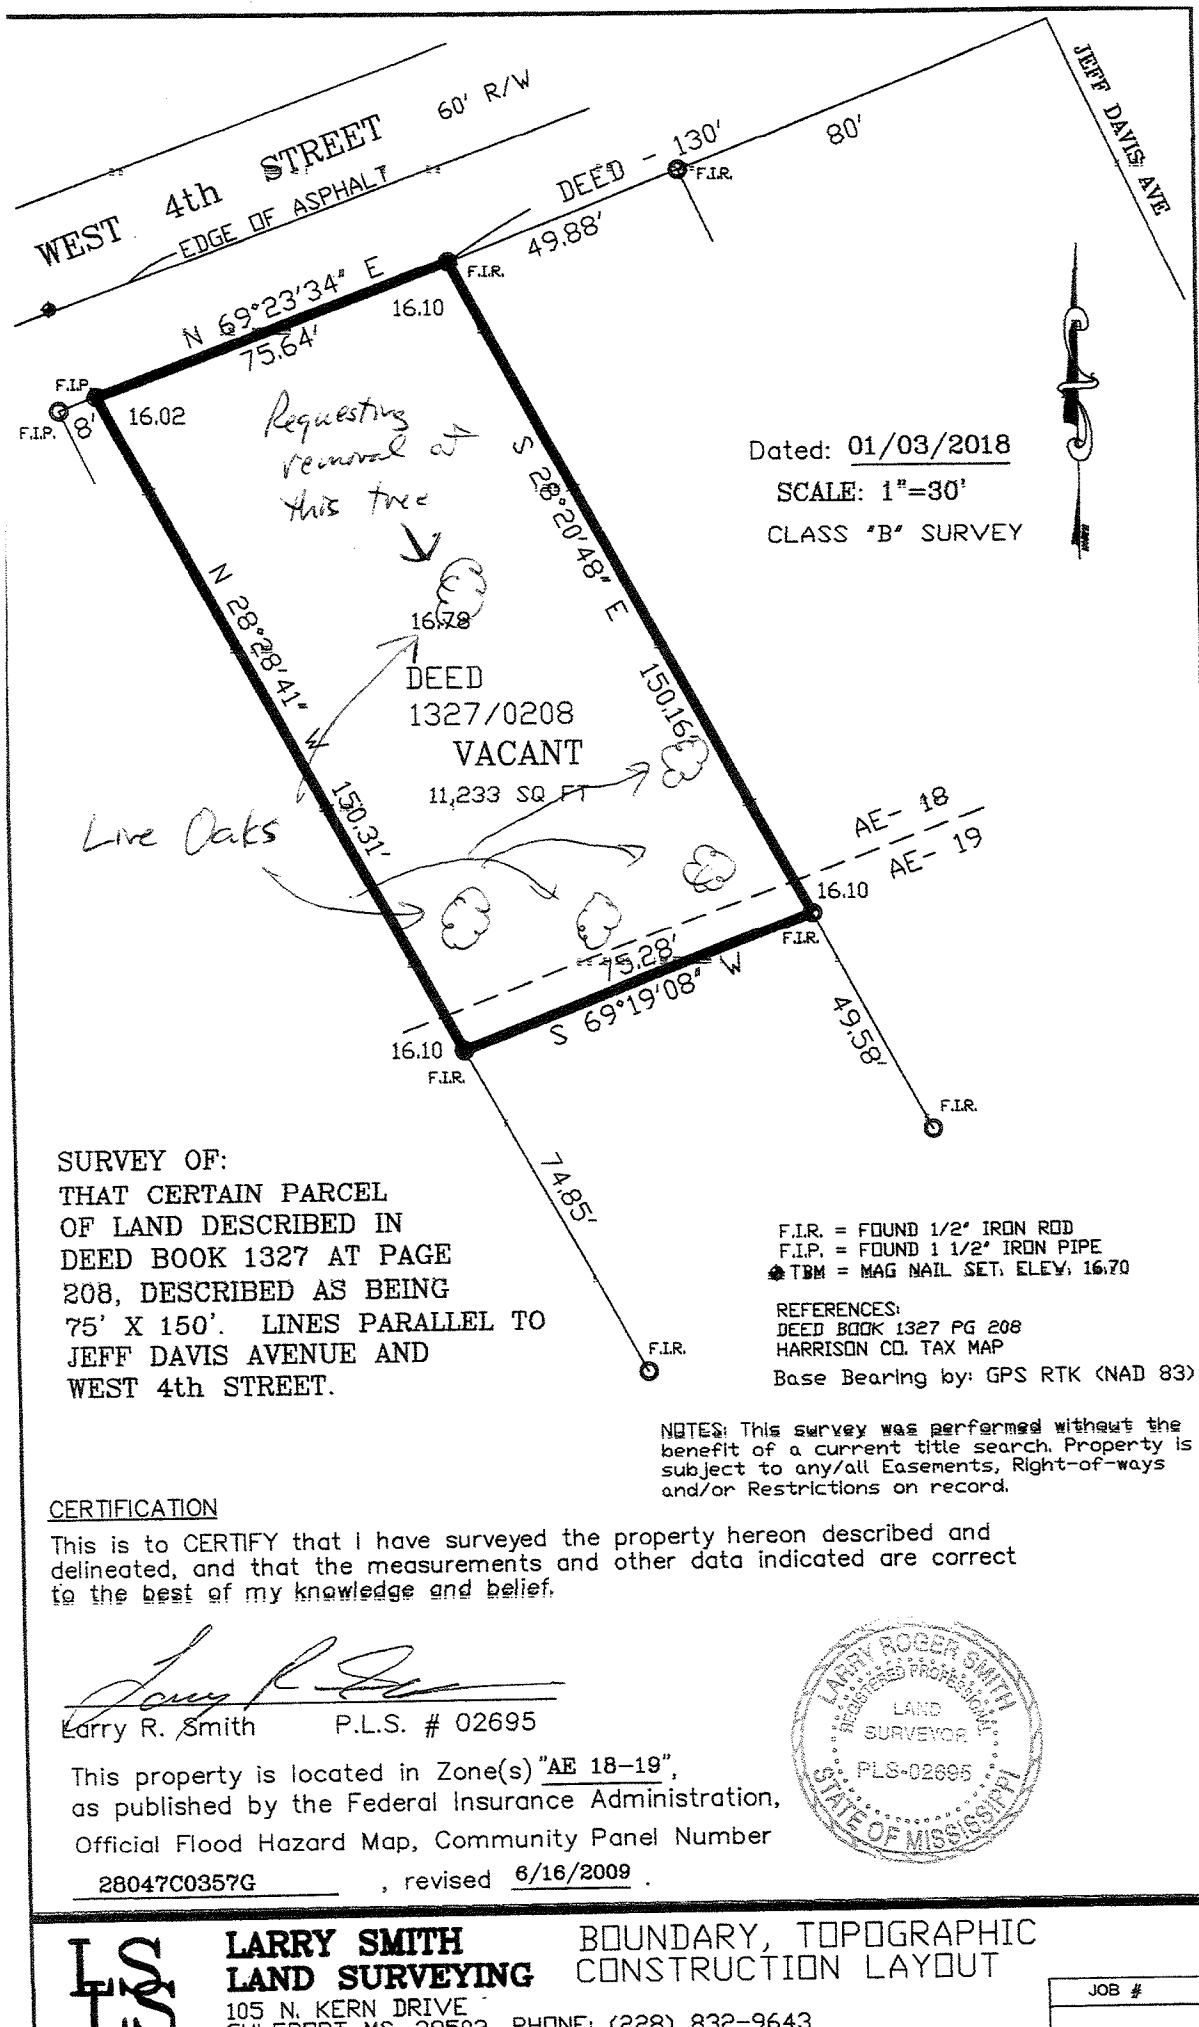 WEST 4th STREET 60' R/W
EDGE OF ASPHALT
DEED - 130'
80'
JEFF DAVIS AVE
F.I.R.
49.88'
F.I.R.
N 69°23'34" E
75.64'
16.10
F.I.P.
F.I.P.
8'
16.02
Requesting
removal of
this tree
S 28°20'48" E
150.16'
Dated: 01/03/2018
SCALE: 1"=30'
CLASS "B" SURVEY
N 28°28'41" W
150.31'
16.78
DEED
1327/0208
VACANT
11,233 SQ FT
Live Oaks
AE- 18
AE- 19
16.10
F.I.R.
75.28'
S 69°19'08" W
16.10
F.I.R.
49.58'
F.I.R.
74.85'
F.I.R.
SURVEY OF:
THAT CERTAIN PARCEL
OF LAND DESCRIBED IN
DEED BOOK 1327 AT PAGE
208, DESCRIBED AS BEING
75' X 150'. LINES PARALLEL TO
JEFF DAVIS AVENUE AND
WEST 4th STREET.
F.I.R. = FOUND 1/2" IRON ROD
F.I.P. = FOUND 1 1/2" IRON PIPE
TBM = MAG NAIL SET: ELEV: 16.70
REFERENCES:
DEED BOOK 1327 PG 208
HARRISON CO. TAX MAP
Base Bearing by: GPS RTK (NAD 83)
NOTES: This survey was performed without the
benefit of a current title search. Property is
subject to any/all Easements, Right-of-ways
and/or Restrictions on record.
CERTIFICATION
This is to CERTIFY that I have surveyed the property hereon described and
delineated, and that the measurements and other data indicated are correct
to the best of my knowledge and belief.
Larry R. Smith P.L.S. # 02695
LARRY ROGER SMITH
REGISTERED PROFESSIONAL
LAND
SURVEYOR
PLS-02695
STATE OF MISSISSIPPI
This property is located in Zone(s) "AE 18-19",
as published by the Federal Insurance Administration,
Official Flood Hazard Map, Community Panel Number
28047C0357G , revised 6/16/2009 .
LS
LARRY SMITH
LAND SURVEYING
105 N. KERN DRIVE
PHONE: (228) 832-9643
BOUNDARY, TOPOGRAPHIC
CONSTRUCTION LAYOUT
JOB #